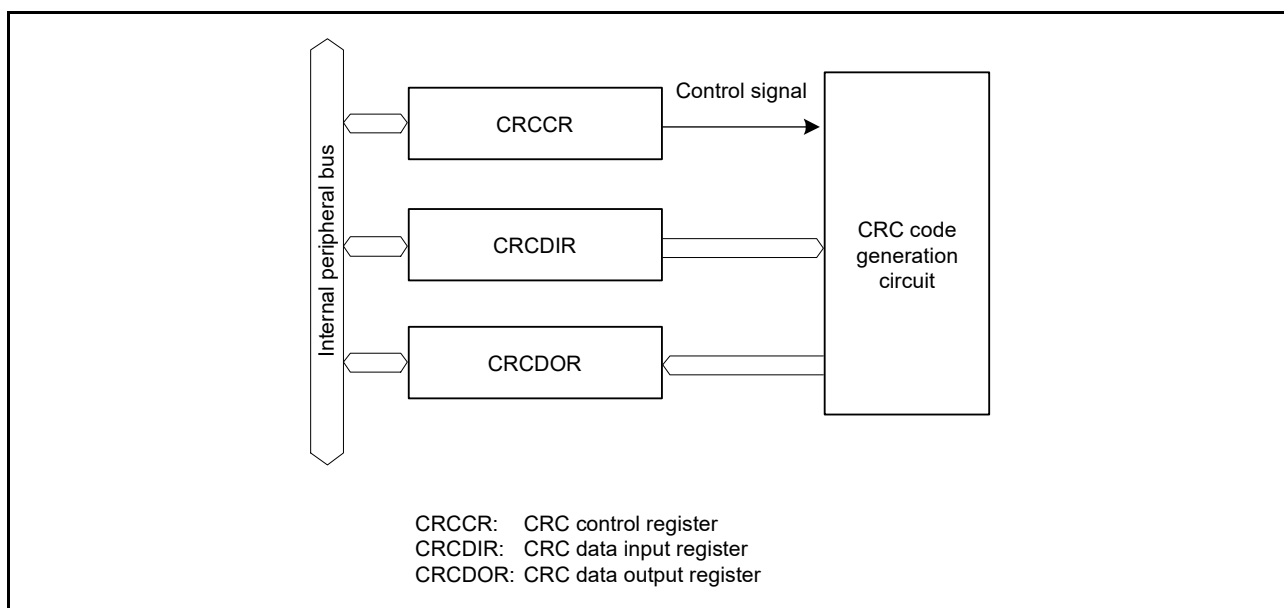 Internal peripheral bus
CRCCR
Control signal
CRCDIR
CRCDOR
CRC code
generation
circuit
CRCCR: CRC control register
CRCDIR: CRC data input register
CRCDOR: CRC data output register